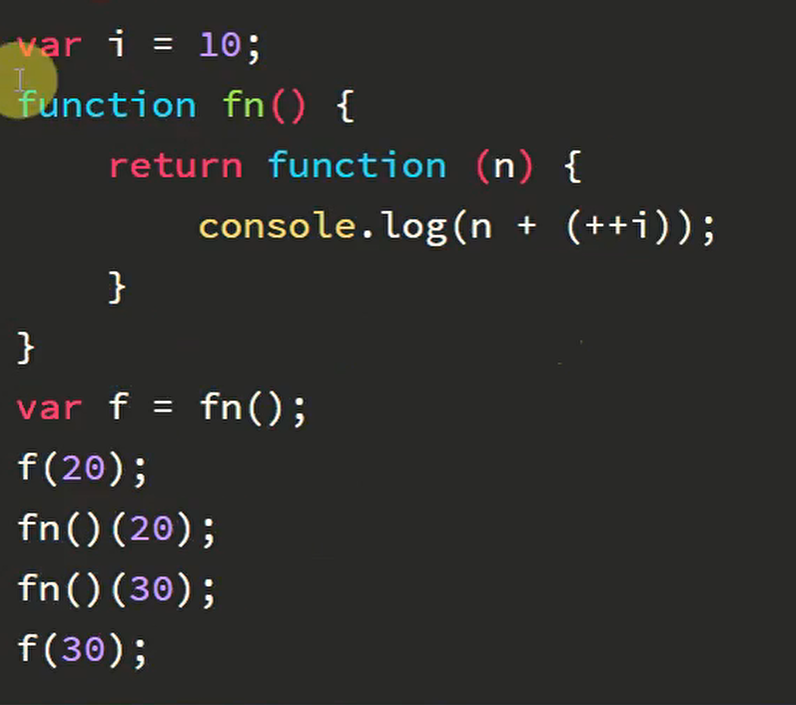 var i = 10;
function fn() {
    return function (n) {
        console.log(n + (++i));
    }
}
var f = fn();
f(20);
fn()(20);
fn()(30);
f(30);